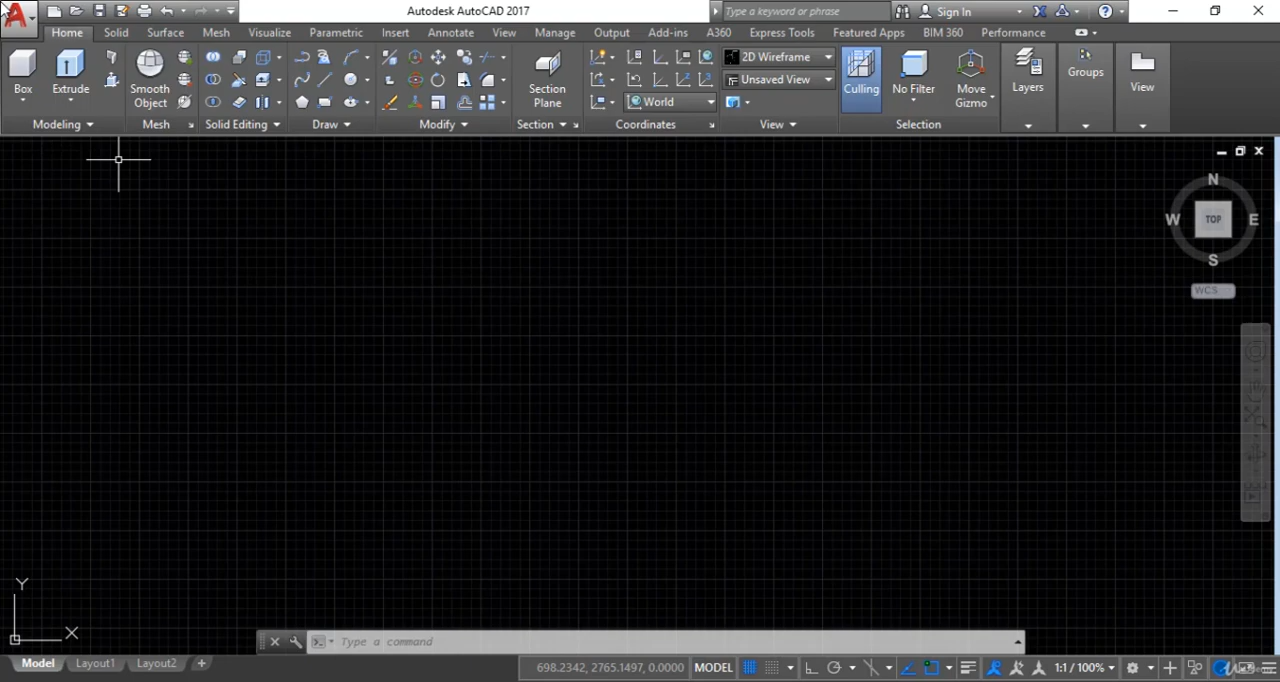 Autodesk AutoCAD 2017
Type a keyword or phrase
Sign In
Home Solid Surface Mesh Visualize Parametric Insert Annotate View Manage Output Add-ins A360 Express Tools Featured Apps BIM 360 Performance
Box
Extrude
Smooth Object
Section Plane
2D Wireframe
Unsaved View
World
Culling
No Filter
Move Gizmo
Layers
Groups
View
Modeling Mesh Solid Editing Draw Modify Section Coordinates View Selection
N
W TOP E
S
WCS
Y
X
Type a command
Model Layout1 Layout2 +
698.2342, 2765.1497, 0.0000 MODEL 1:1 / 100%